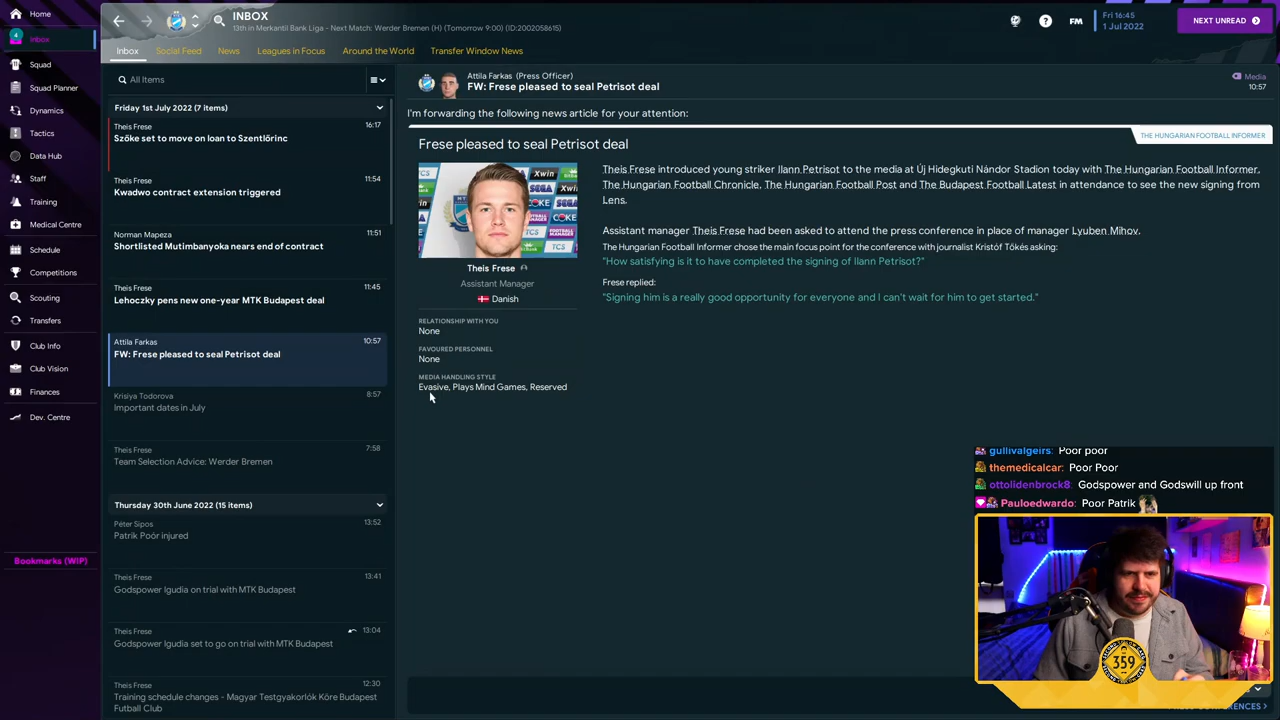 INBOX
13th in Merkantil Bank Liga - Next Match: Werder Bremen (H) (Tomorrow 9:00) (ID:2002058615)
FM
Fri 16:45
1 Jul 2022
NEXT UNREAD
4
Home
Inbox
Squad
Squad Planner
Dynamics
Tactics
Data Hub
Staff
Training
Medical Centre
Schedule
Competitions
Scouting
Transfers
Club Info
Club Vision
Finances
Dev. Centre
Bookmarks (WIP)
Inbox
Social Feed
News
Leagues in Focus
Around the World
Transfer Window News
All Items
Friday 1st July 2022 (7 items)
Theis Frese 16:17
Szőke set to move on loan to Szentlőrinc
Theis Frese 11:54
Kwadwo contract extension triggered
Norman Mapeza 11:51
Shortlisted Mutimbanyoka nears end of contract
Theis Frese 11:45
Lehoczky pens new one-year MTK Budapest deal
Attila Farkas 10:57
FW: Frese pleased to seal Petrisot deal
Krisiya Todorova 8:57
Important dates in July
Theis Frese 7:58
Team Selection Advice: Werder Bremen
Thursday 30th June 2022 (15 items)
Péter Sipos 13:52
Patrik Poór injured
Theis Frese 13:41
Godspower Igudia on trial with MTK Budapest
Theis Frese 13:04
Godspower Igudia set to go on trial with MTK Budapest
Theis Frese 12:30
Training schedule changes - Magyar Testgyakorlók Köre Budapest
Futball Club
Attila Farkas (Press Officer)
FW: Frese pleased to seal Petrisot deal
Media
10:57
I'm forwarding the following news article for your attention:
THE HUNGARIAN FOOTBALL INFORMER
Frese pleased to seal Petrisot deal
TCS
Xwin
SEGA
COKE
TCS
Theis Frese
Assistant Manager
Danish
RELATIONSHIP WITH YOU
None
FAVOURED PERSONNEL
None
MEDIA HANDLING STYLE
Evasive, Plays Mind Games, Reserved
Theis Frese introduced young striker Ilann Petrisot to the media at Új Hidegkuti Nándor Stadion today with The Hungarian Football Informer,
The Hungarian Football Chronicle, The Hungarian Football Post and The Budapest Football Latest in attendance to see the new signing from
Lens.
Assistant manager Theis Frese had been asked to attend the press conference in place of manager Lyuben Mihov.
The Hungarian Football Informer chose the main focus point for the conference with journalist Kristóf Tőkés asking:
"How satisfying is it to have completed the signing of Ilann Petrisot?"
Frese replied:
"Signing him is a really good opportunity for everyone and I can't wait for him to get started."
gullivalgeirs: Poor poor
themedicalcar: Poor Poor
ottolidenbrock8: Godspower and Godswill up front
Pauloedwardo: Poor Patrik
359